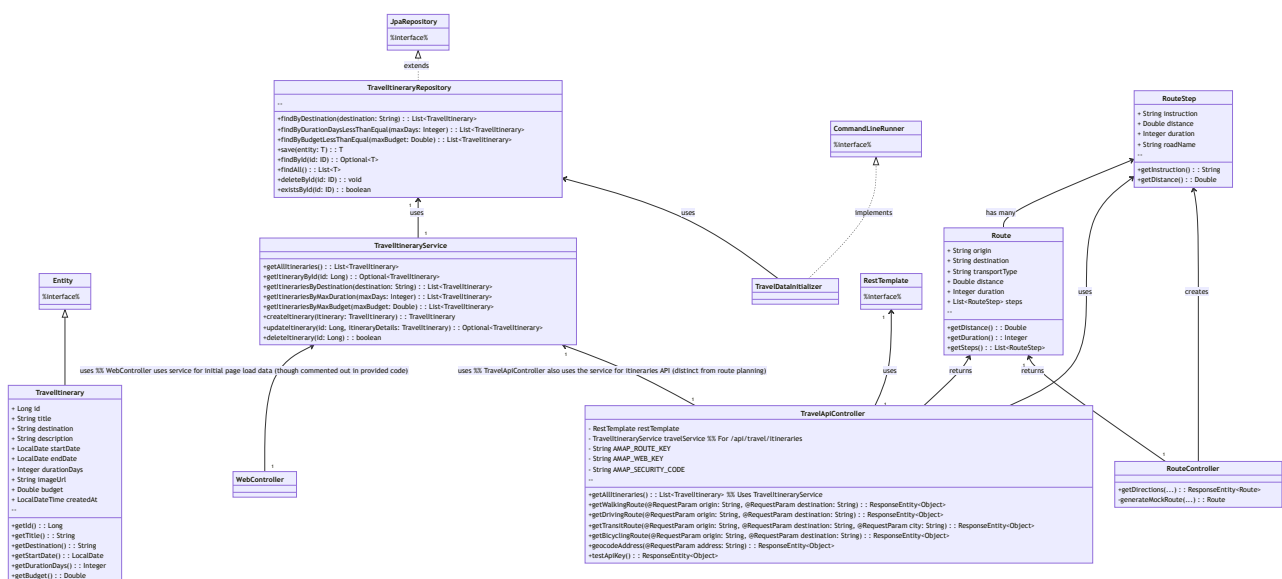 JpaRepository
%interface%
extends
TravelItineraryRepository
...
+findByDestination(destination: String) : : List<TravelItinerary>
+findByDurationDaysLessThanEqual(maxDays: Integer) : : List<TravelItinerary>
+findByBudgetLessThanEqual(maxBudget: Double) : : List<TravelItinerary>
+save(entity: T) : : T
+findById(id: ID) : : Optional<T>
+findAll() : : List<T>
+deleteById(id: ID) : : void
+existsById(id: ID) : : boolean
CommandLineRunner
%interface%
RouteStep
+ String instruction
+ Double distance
+ Integer duration
+ String roadName
...
+getInstruction() : : String
+getDistance() : : Double
1
uses
1
uses
implements
has many
TravelItineraryService
+getAllItineraries() : : List<TravelItinerary>
+getItineraryById(id: Long) : : Optional<TravelItinerary>
+getItinerariesByDestination(destination: String) : : List<TravelItinerary>
+getItinerariesByMaxDuration(maxDays: Integer) : : List<TravelItinerary>
+getItinerariesByMaxBudget(maxBudget: Double) : : List<TravelItinerary>
+createItinerary(itinerary: TravelItinerary) : : TravelItinerary
+updateItinerary(id: Long, itineraryDetails: TravelItinerary) : : Optional<TravelItinerary>
+deleteItinerary(id: Long) : : boolean
Route
+ String origin
+ String destination
+ String transportType
+ Double distance
+ Integer duration
+ List<RouteStep> steps
...
+getDistance() : : Double
+getDuration() : : Integer
+getSteps() : : List<RouteStep>
Entity
%interface%
TravelDataInitializer
RestTemplate
%interface%
uses
creates
1
1
1
uses %% WebController uses service for initial page load data (though commented out in provided code)
uses %% TravelApiController also uses the service for itineraries API (distinct from route planning)
uses
returns
1
returns
TravelItinerary
+ Long id
+ String title
+ String destination
+ String description
+ LocalDate startDate
+ LocalDate endDate
+ Integer durationDays
+ String imageUrl
+ Double budget
+ LocalDateTime createdAt
...
+getId() : : Long
+getTitle() : : String
+getDestination() : : String
+getStartDate() : : LocalDate
+getDurationDays() : : Integer
+getBudget() : : Double
1
WebController
1
1
TravelApiController
- RestTemplate restTemplate
- TravelItineraryService travelService %% For /api/travel/itineraries
- String AMAP_ROUTE_KEY
- String AMAP_WEB_KEY
- String AMAP_SECURITY_CODE
...
+getAllItineraries() : : List<TravelItinerary> %% Uses TravelItineraryService
+getWalkingRoute(@RequestParam origin: String, @RequestParam destination: String) : : ResponseEntity<Object>
+getDrivingRoute(@RequestParam origin: String, @RequestParam destination: String) : : ResponseEntity<Object>
+getTransitRoute(@RequestParam origin: String, @RequestParam destination: String, @RequestParam city: String) : : ResponseEntity<Object>
+getBicyclingRoute(@RequestParam origin: String, @RequestParam destination: String) : : ResponseEntity<Object>
+geocodeAddress(@RequestParam address: String) : : ResponseEntity<Object>
+testApiKey() : : ResponseEntity<Object>
1
RouteController
+getDirections(...) : : ResponseEntity<Route>
-generateMockRoute(...) : : Route